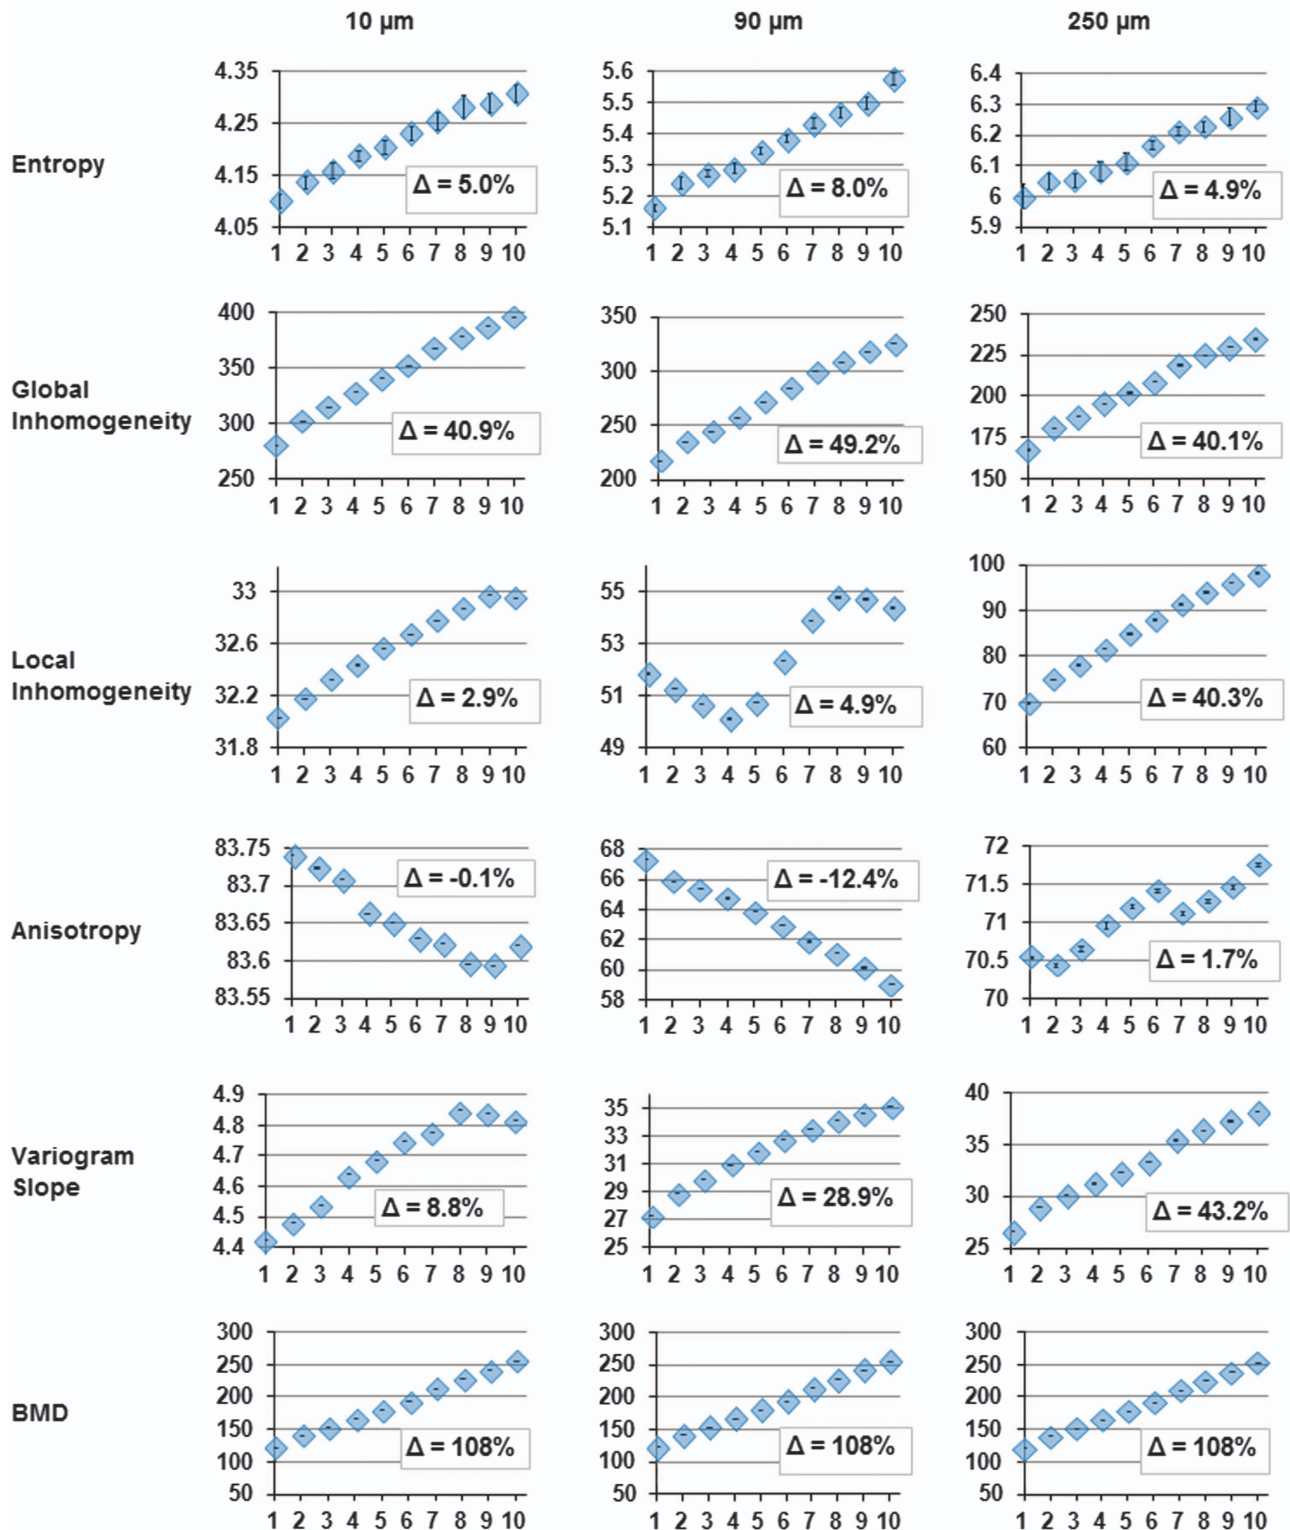 10 µm 90 µm 250 µm
Entropy
4.35
4.25
4.15
4.05
Δ = 5.0%
1 2 3 4 5 6 7 8 9 10
5.6
5.5
5.4
5.3
5.2
5.1
Δ = 8.0%
1 2 3 4 5 6 7 8 9 10
6.4
6.3
6.2
6.1
6
5.9
Δ = 4.9%
1 2 3 4 5 6 7 8 9 10
Global
Inhomogeneity
400
350
300
250
Δ = 40.9%
1 2 3 4 5 6 7 8 9 10
350
300
250
200
Δ = 49.2%
1 2 3 4 5 6 7 8 9 10
250
225
200
175
150
Δ = 40.1%
1 2 3 4 5 6 7 8 9 10
Local
Inhomogeneity
33
32.6
32.2
31.8
Δ = 2.9%
1 2 3 4 5 6 7 8 9 10
55
53
51
49
Δ = 4.9%
1 2 3 4 5 6 7 8 9 10
100
90
80
70
60
Δ = 40.3%
1 2 3 4 5 6 7 8 9 10
Anisotropy
83.75
83.7
83.65
83.6
83.55
Δ = -0.1%
1 2 3 4 5 6 7 8 9 10
68
66
64
62
60
58
Δ = -12.4%
1 2 3 4 5 6 7 8 9 10
72
71.5
71
70.5
70
Δ = 1.7%
1 2 3 4 5 6 7 8 9 10
Variogram
Slope
4.9
4.8
4.7
4.6
4.5
4.4
Δ = 8.8%
1 2 3 4 5 6 7 8 9 10
35
33
31
29
27
25
Δ = 28.9%
1 2 3 4 5 6 7 8 9 10
40
35
30
25
Δ = 43.2%
1 2 3 4 5 6 7 8 9 10
BMD
300
250
200
150
100
50
Δ = 108%
1 2 3 4 5 6 7 8 9 10
300
250
200
150
100
50
Δ = 108%
1 2 3 4 5 6 7 8 9 10
300
250
200
150
100
50
Δ = 108%
1 2 3 4 5 6 7 8 9 10